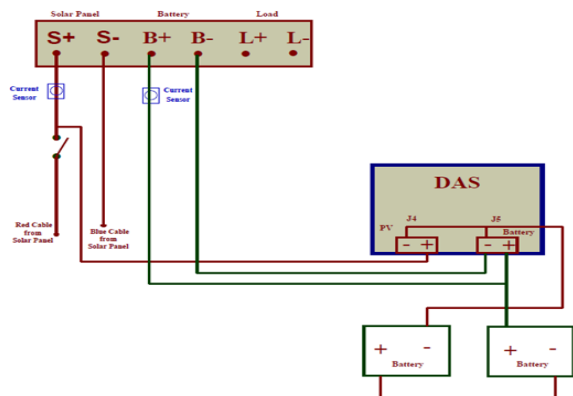 Solar Panel Battery Load
S+ S- B+ B- L+ L-
Current
Sensor
Current
Sensor
DAS
J4 J5
PV Battery
- + - +
Red Cable
from
Solar Panel
Blue Cable
from
Solar Panel
+ - + -
Battery Battery